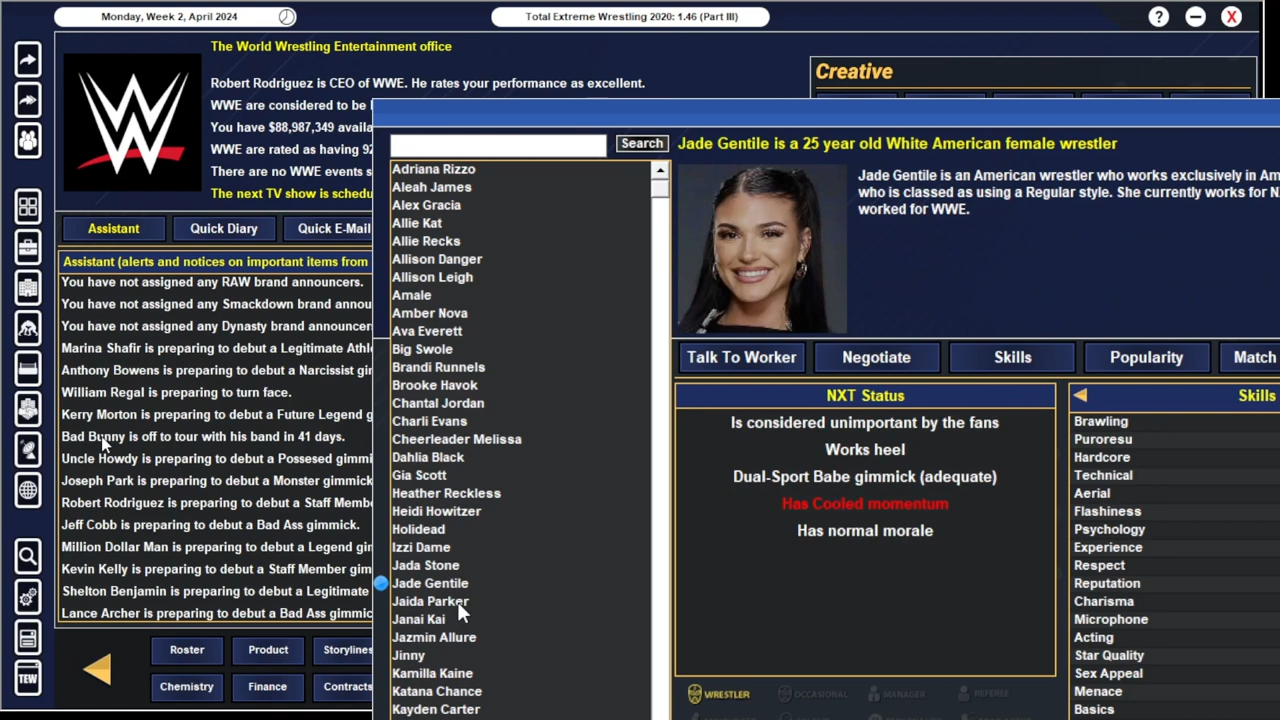 Monday, Week 2, April 2024
Total Extreme Wrestling 2020: 1.46 (Part III)
?
X
The World Wrestling Entertainment office
Robert Rodriguez is CEO of WWE. He rates your performance as excellent.
WWE are considered to be
You have $88,987,349 availa
WWE are rated as having 92
There are no WWE events s
The next TV show is schedu
Creative
Assistant
Quick Diary
Quick E-Mail
Assistant (alerts and notices on important items from
You have not assigned any RAW brand announcers.
You have not assigned any Smackdown brand annou
You have not assigned any Dynasty brand announcers
Marina Shafir is preparing to debut a Legitimate Athle
Anthony Bowens is preparing to debut a Narcissist gi
William Regal is preparing to turn face.
Kerry Morton is preparing to debut a Future Legend g
Bad Bunny is off to tour with his band in 41 days.
Uncle Howdy is preparing to debut a Possesed gimmi
Joseph Park is preparing to debut a Monster gimmick
Robert Rodriguez is preparing to debut a Staff Membe
Jeff Cobb is preparing to debut a Bad Ass gimmick.
Million Dollar Man is preparing to debut a Legend gi
Kevin Kelly is preparing to debut a Staff Member gim
Shelton Benjamin is preparing to debut a Legitimate
Lance Archer is preparing to debut a Bad Ass gimmic
Roster
Product
Storylines
Chemistry
Finance
Contracts
TEW
Search
Adriana Rizzo
Aleah James
Alex Gracia
Allie Kat
Allie Recks
Allison Danger
Allison Leigh
Amale
Amber Nova
Ava Everett
Big Swole
Brandi Runnels
Brooke Havok
Chantal Jordan
Charli Evans
Cheerleader Melissa
Dahlia Black
Gia Scott
Heather Reckless
Heidi Howitzer
Holidead
Izzi Dame
Jada Stone
Jade Gentile
Jaida Parker
Janai Kai
Jazmin Allure
Jinny
Kamilla Kaine
Katana Chance
Kayden Carter
Jade Gentile is a 25 year old White American female wrestler
Jade Gentile is an American wrestler who works exclusively in Am
who is classed as using a Regular style. She currently works for N
worked for WWE.
Talk To Worker
Negotiate
Skills
Popularity
Match
NXT Status
Is considered unimportant by the fans
Works heel
Dual-Sport Babe gimmick (adequate)
Has Cooled momentum
Has normal morale
WRESTLER
OCCASIONAL
MANAGER
REFEREE
Skills
Brawling
Puroresu
Hardcore
Technical
Aerial
Flashiness
Psychology
Experience
Respect
Reputation
Charisma
Microphone
Acting
Star Quality
Sex Appeal
Menace
Basics